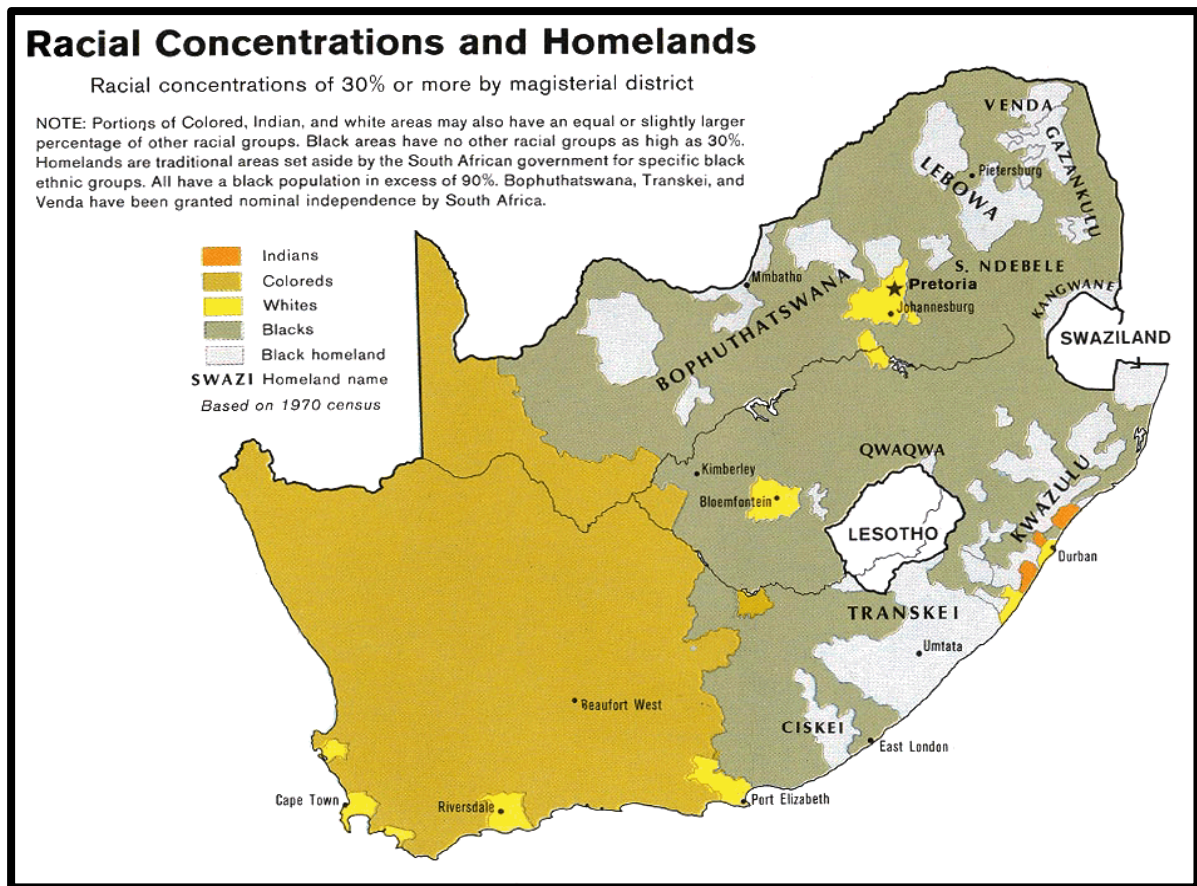 Racial Concentrations and Homelands
Racial concentrations of 30% or more by magisterial district
NOTE: Portions of Colored, Indian, and white areas may also have an equal or slightly larger
percentage of other racial groups. Black areas have no other racial groups as high as 30%.
Homelands are traditional areas set aside by the South African government for specific black
ethnic groups. All have a black population in excess of 90%. Bophuthatswana, Transkei, and
Venda have been granted nominal independence by South Africa.
Indians
Coloreds
Whites
Blacks
Black homeland
SWAZI Homeland name
Based on 1970 census
VENDA
GAZANKULU
LEBOWA
Pietersburg
S. NDEBELE
Mmbatho
BOPHUTHATSWANA
Pretoria
Johannesburg
KANGWANE
SWAZILAND
QWAQWA
Kimberley
Bloemfontein
KWAZULU
LESOTHO
Durban
TRANSKEI
Umtata
Beaufort West
CISKEI
East London
Cape Town
Riversdale
Port Elizabeth